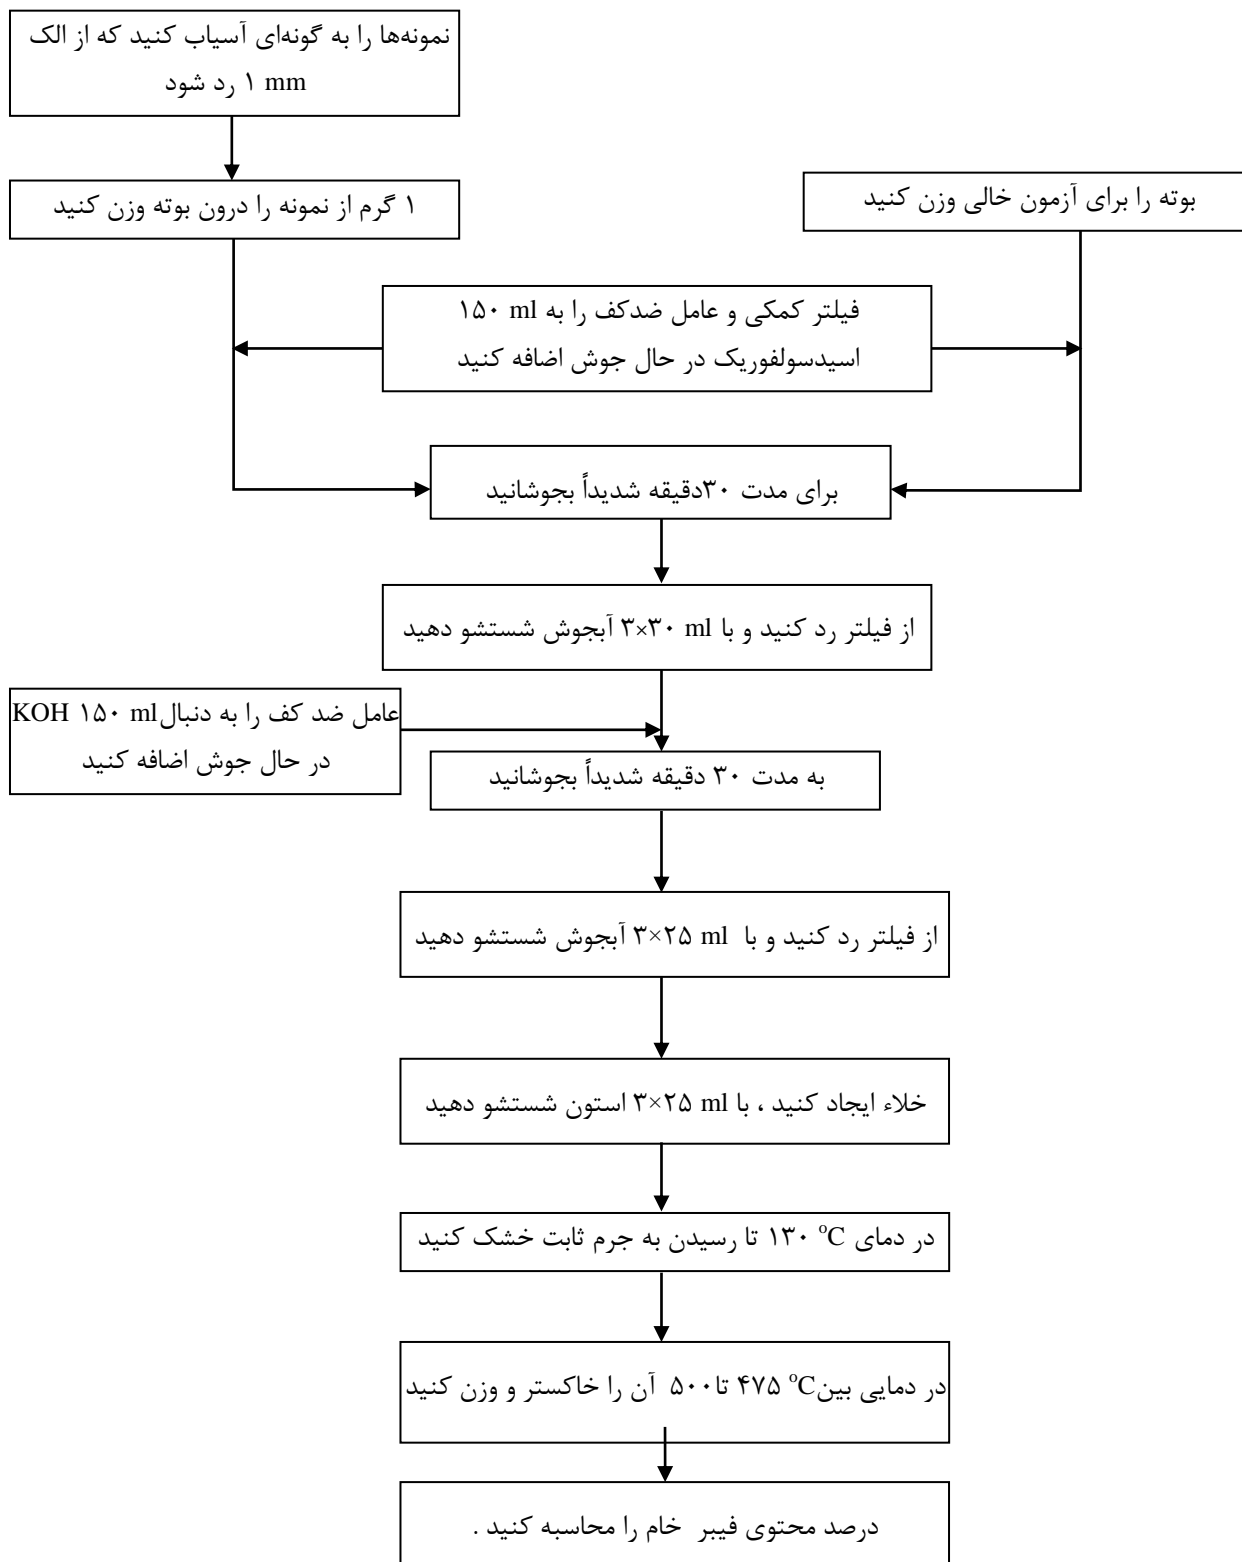 نمونه‌ها را به گونه‌ای آسیاب کنید که از الک
۱ mm رد شود
۱ گرم از نمونه را درون بوته وزن کنید
بوته را برای آزمون خالی وزن کنید
فیلتر کمکی و عامل ضدکف را به ۱۵۰ ml
اسیدسولفوریک در حال جوش اضافه کنید
برای مدت ۳۰دقیقه شدیداً بجوشانید
از فیلتر رد کنید و با ۳×۳۰ ml آبجوش شستشو دهید
عامل ضد کف را به دنبال ۱۵۰ ml KOH
در حال جوش اضافه کنید
به مدت ۳۰ دقیقه شدیداً بجوشانید
از فیلتر رد کنید و با ۳×۲۵ ml آبجوش شستشو دهید
خلاء ایجاد کنید ، با ۳×۲۵ ml استون شستشو دهید
در دمای ۱۳۰ °C تا رسیدن به جرم ثابت خشک کنید
در دمایی بین ۴۷۵ °C تا ۵۰۰ آن را خاکستر و وزن کنید
درصد محتوی فیبر خام را محاسبه کنید .